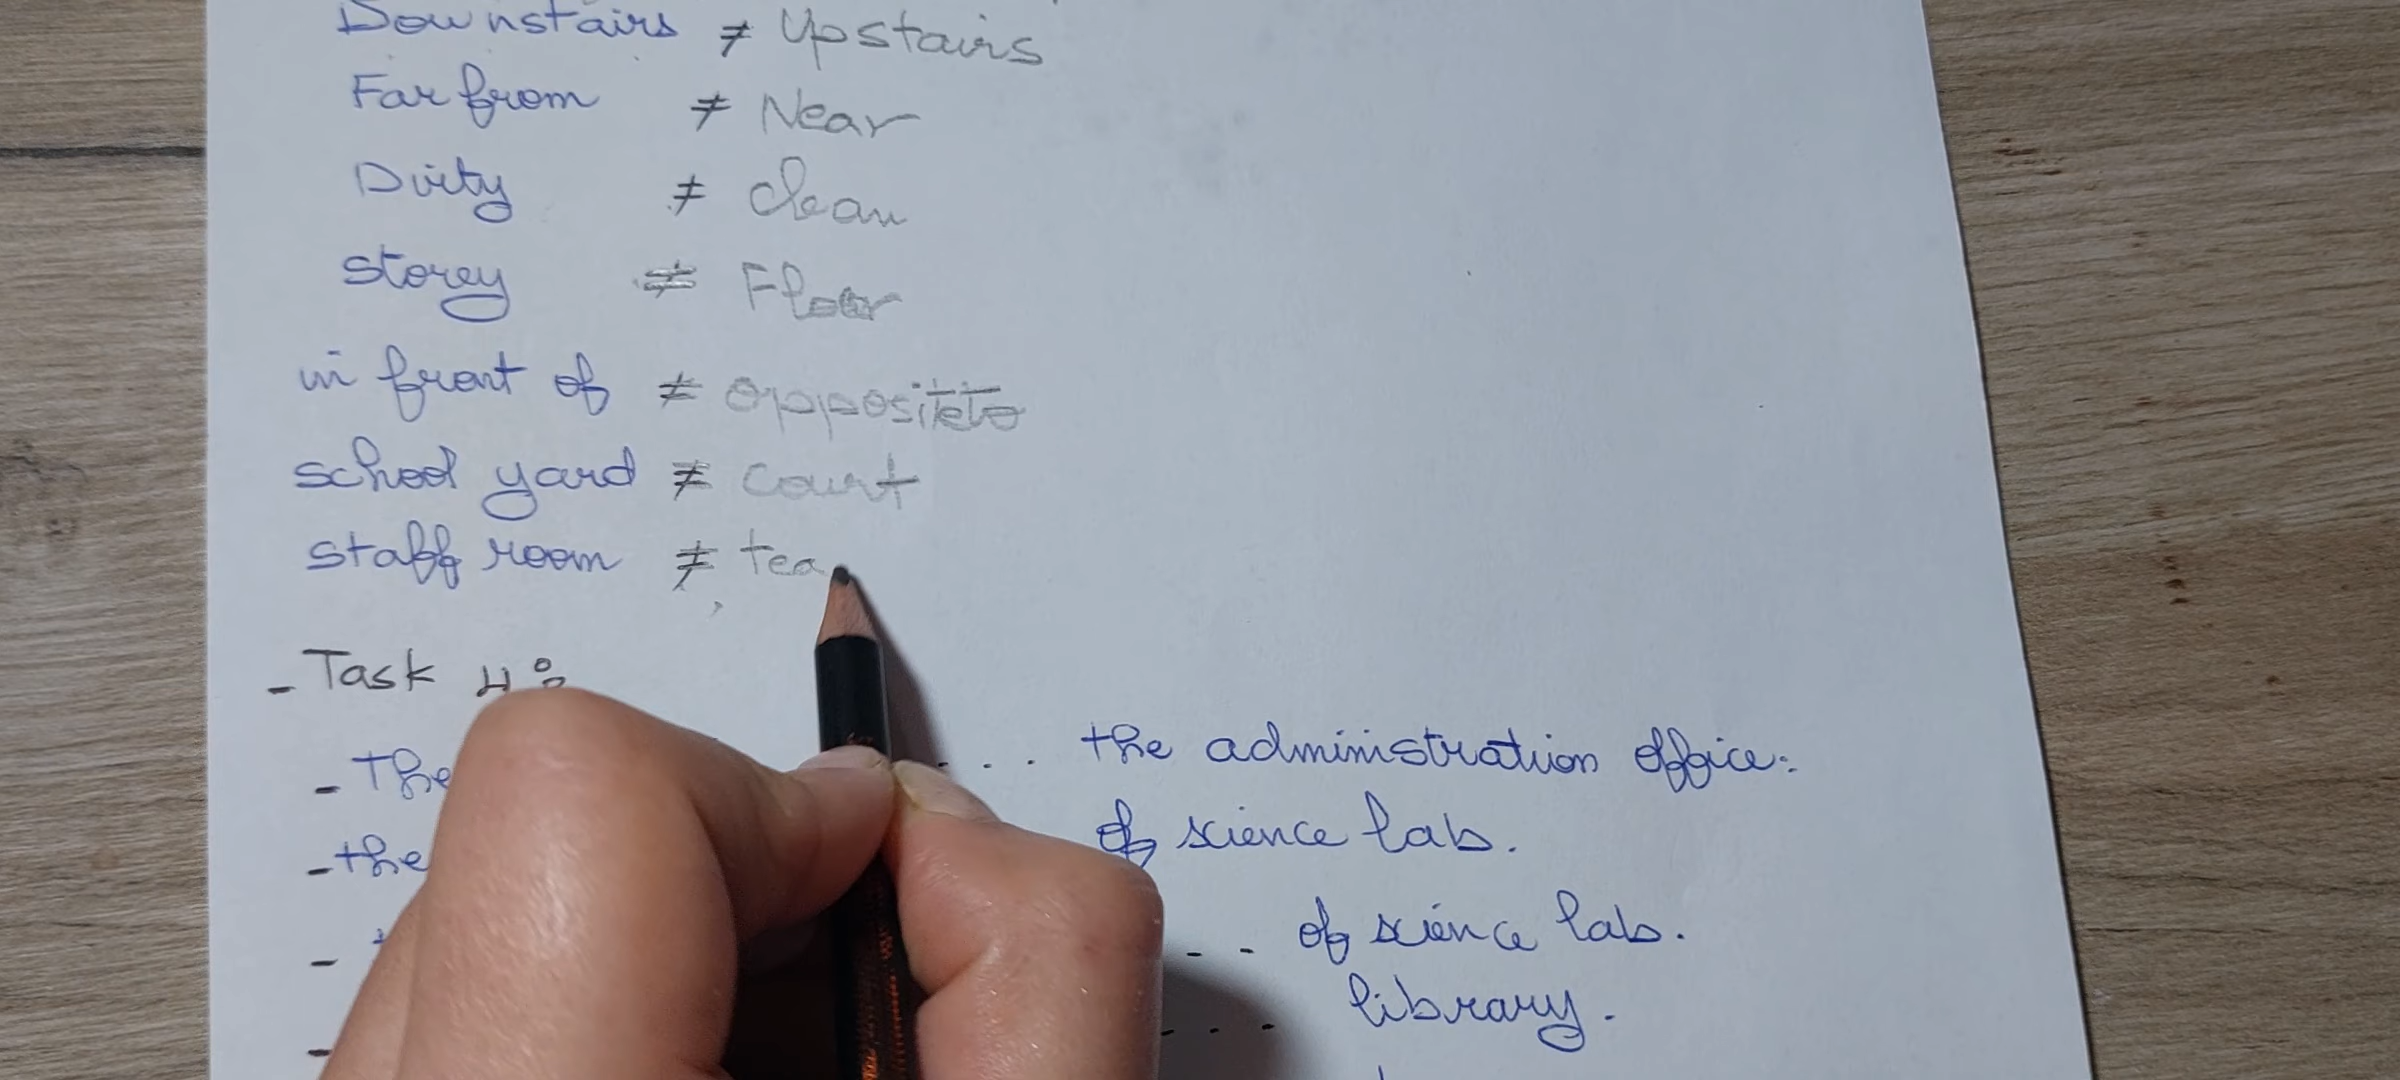 Downstairs ≠ Upstairs
Far from ≠ Near
Dirty ≠ clean
storey ≠ Floor
in front of ≠ oppositeto
school yard ≠ court
staff room ≠ tea
- Task 4:
- The ... the administration office.
- the of science lab.
- -- of science lab.
- --- library.